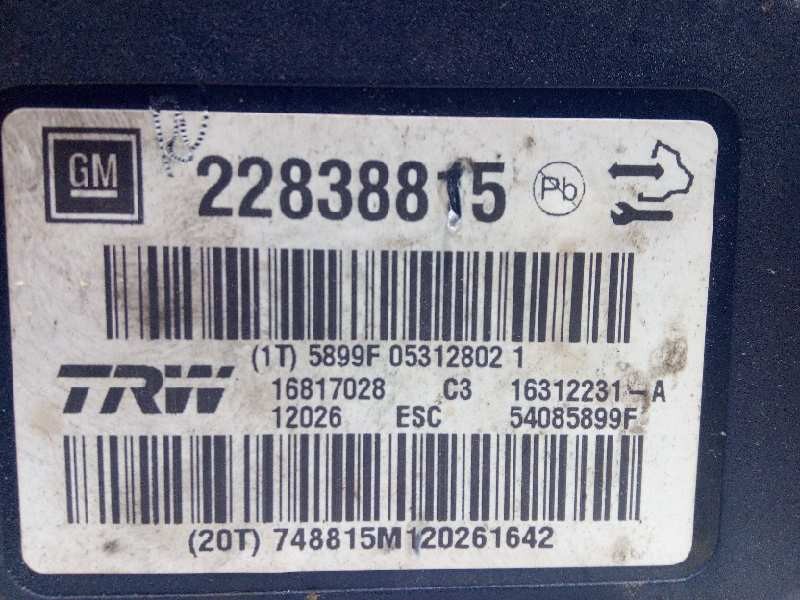 GM
22838815
Pb
(1T) 5899F 05312802 1
TRW
16817028 C3 16312231-A
12026 ESC 54085899F
(20T) 748815M120261642